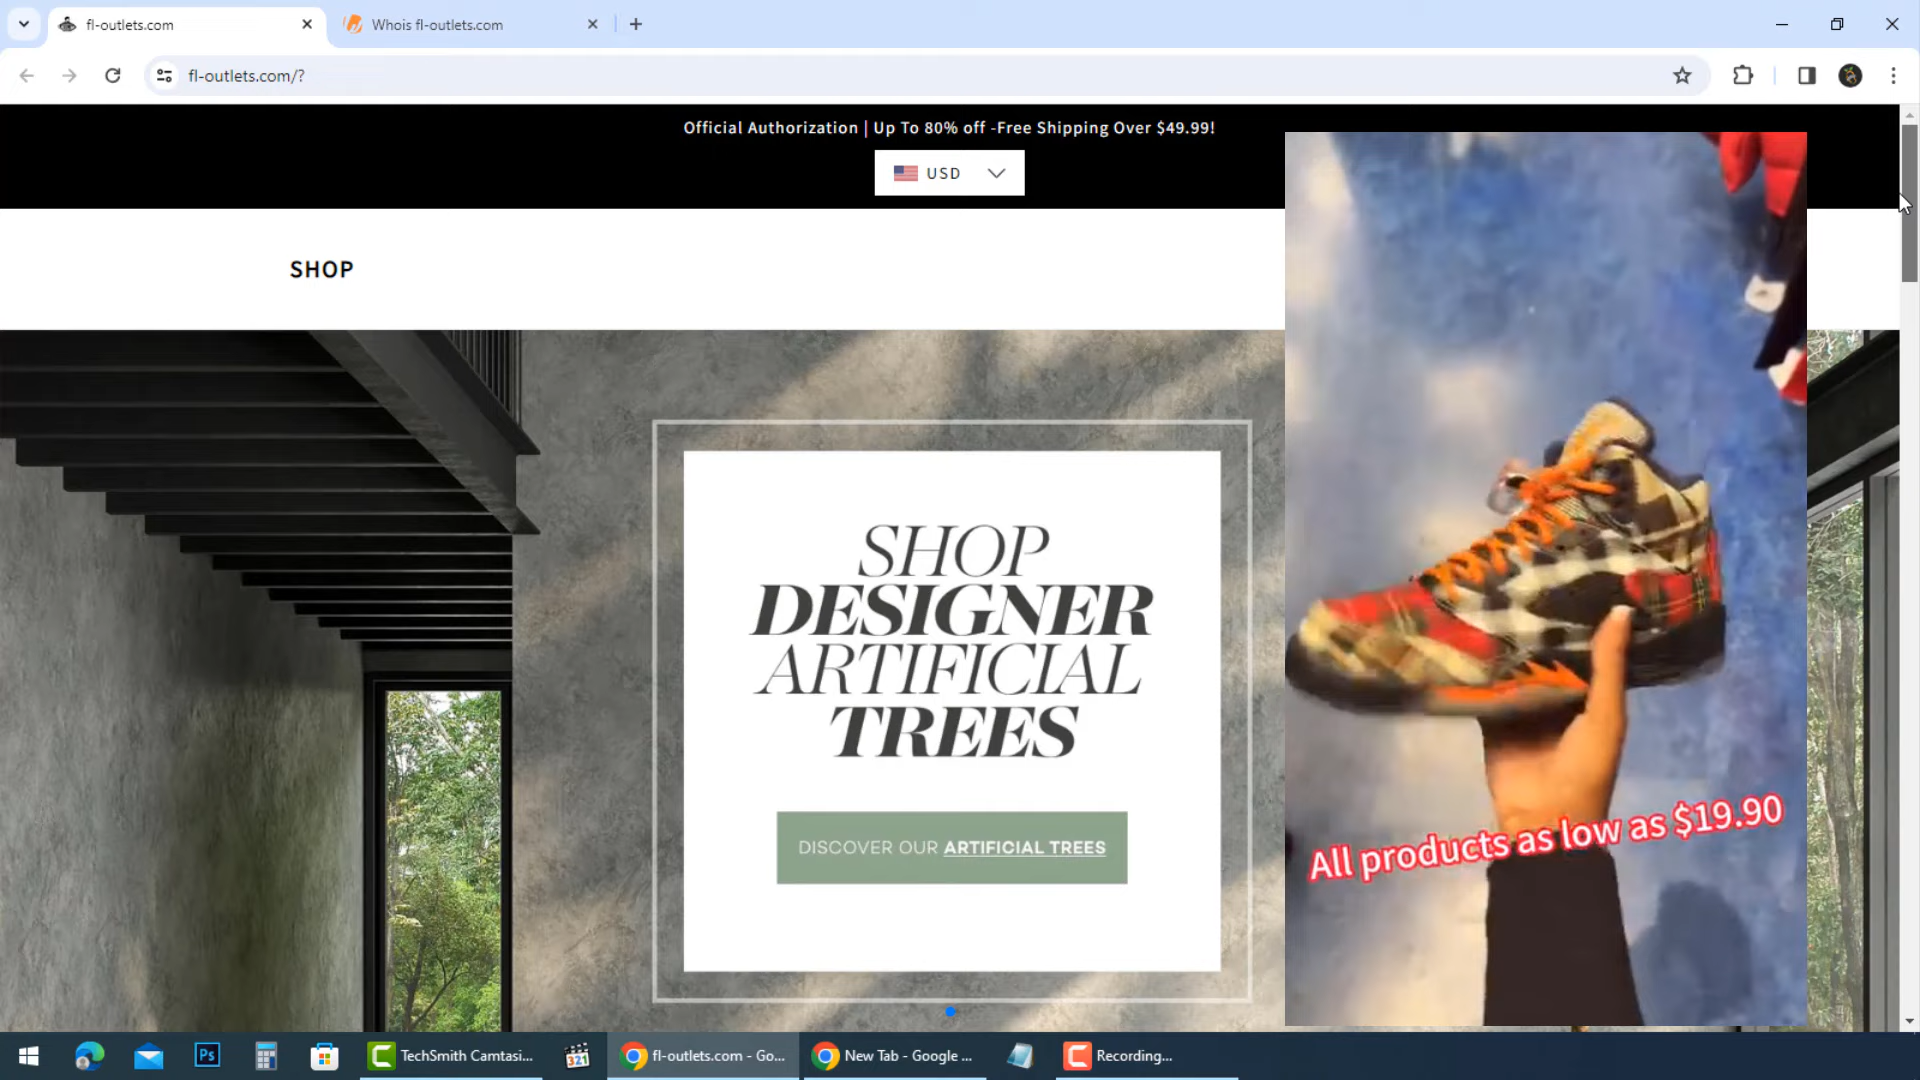 fl-outlets.com
Whois fl-outlets.com
fl-outlets.com/?
Official Authorization | Up To 80% off -Free Shipping Over $49.99!
USD
SHOP
SHOP
DESIGNER
ARTIFICIAL
TREES
DISCOVER OUR ARTIFICIAL TREES
All products as low as $19.90
Ps
TechSmith Camtasi...
321
fl-outlets.com - Go...
New Tab - Google ...
Recording...